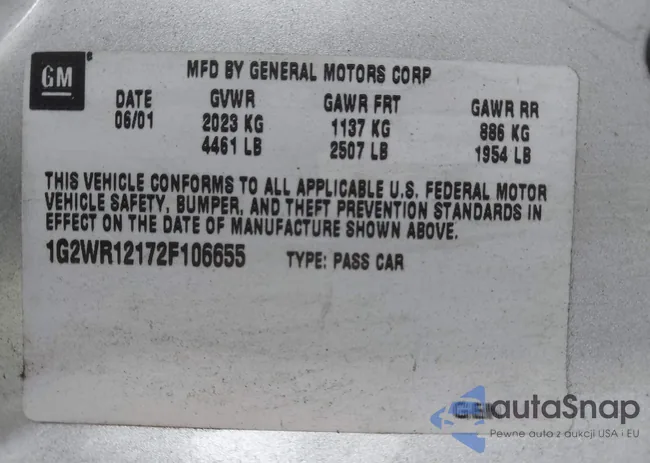 GM
MFD BY GENERAL MOTORS CORP
DATE GVWR GAWR FRT GAWR RR
06/01 2023 KG 1137 KG 886 KG
4461 LB 2507 LB 1954 LB
THIS VEHICLE CONFORMS TO ALL APPLICABLE U.S. FEDERAL MOTOR
VEHICLE SAFETY, BUMPER, AND THEFT PREVENTION STANDARDS IN
EFFECT ON THE DATE OF MANUFACTURE SHOWN ABOVE.
1G2WR12172F106655 TYPE: PASS CAR
autaSnap
Pewne auto z aukcji USA i EU